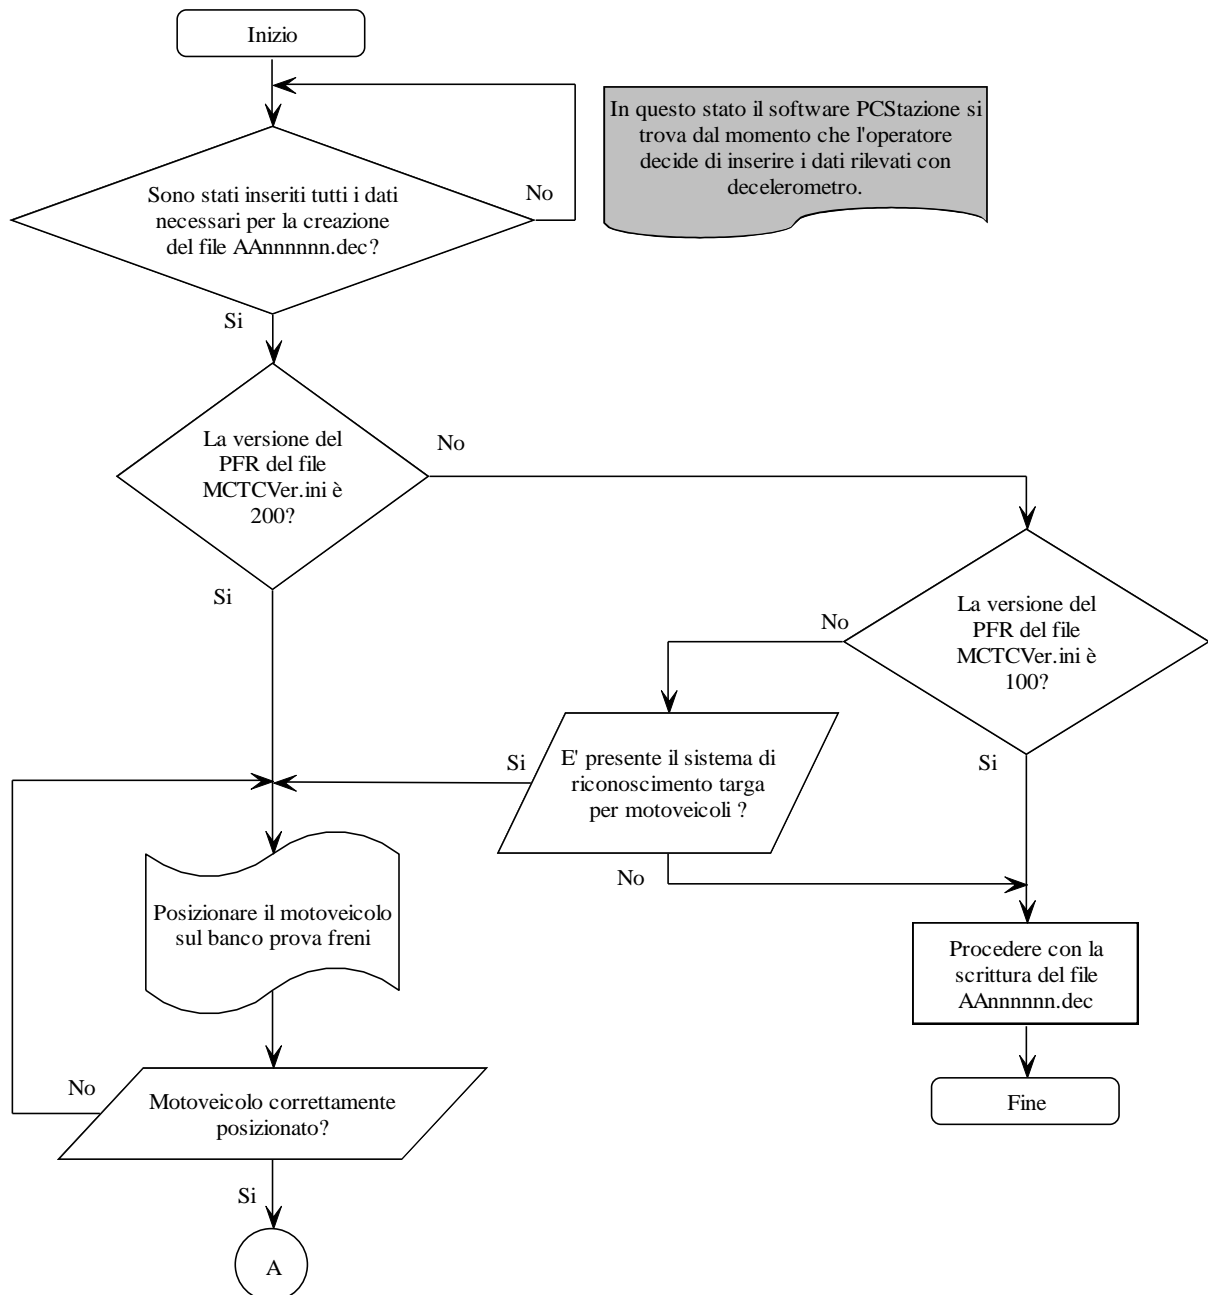 Inizio
In questo stato il software PCStazione si
trova dal momento che l'operatore
decide di inserire i dati rilevati con
decelerometro.
Sono stati inseriti tutti i dati
necessari per la creazione
del file AAnnnnnn.dec?
No
Si
La versione del
PFR del file
MCTCVer.ini è
200?
No
Si
La versione del
PFR del file
MCTCVer.ini è
100?
No
Si
E' presente il sistema di
riconoscimento targa
per motoveicoli ?
Si
No
Posizionare il motoveicolo
sul banco prova freni
Procedere con la
scrittura del file
AAnnnnnn.dec
Fine
Motoveicolo correttamente
posizionato?
No
Si
A